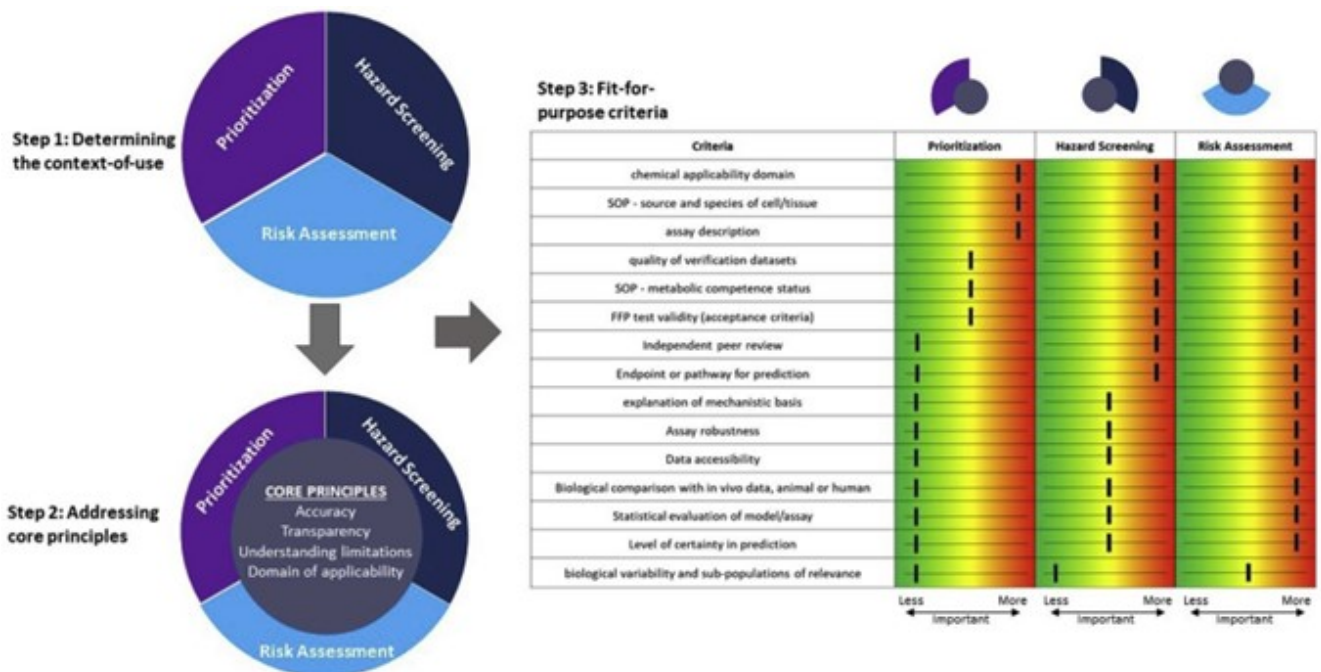 Step 1: Determining
the context-of-use
Prioritization
Hazard Screening
Risk Assessment
Step 2: Addressing
core principles
Prioritization
Hazard Screening
CORE PRINCIPLES
Accuracy
Transparency
Understanding limitations
Domain of applicability
Risk Assessment
Step 3: Fit-for-
purpose criteria
Criteria Prioritization Hazard Screening Risk Assessment
chemical applicability domain
SOP - source and species of cell/tissue
assay description
quality of verification datasets
SOP - metabolic competence status
FFP test validity (acceptance criteria)
Independent peer review
Endpoint or pathway for prediction
explanation of mechanistic basis
Assay robustness
Data accessibility
Biological comparison with in vivo data, animal or human
Statistical evaluation of model/assay
Level of certainty in prediction
biological variability and sub-populations of relevance
Less More Less More Less More
Important Important Important